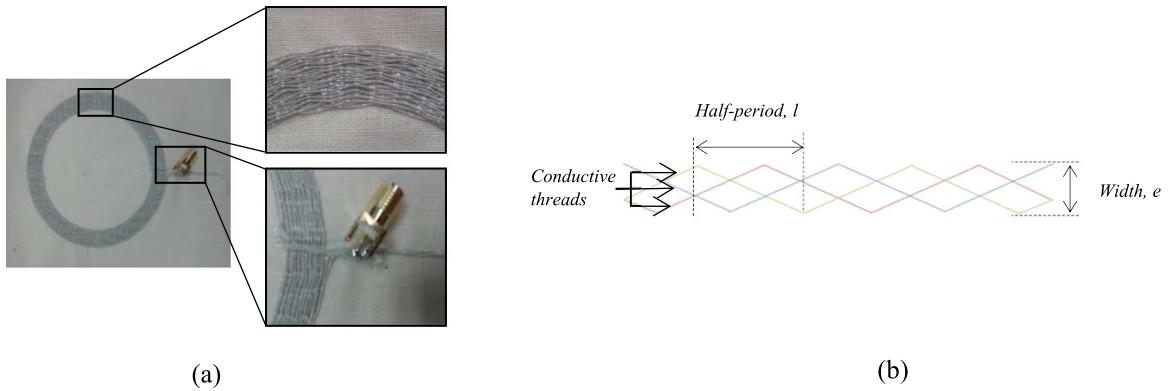 Half-period, l
Conductive
threads
Width, e
(a)
(b)